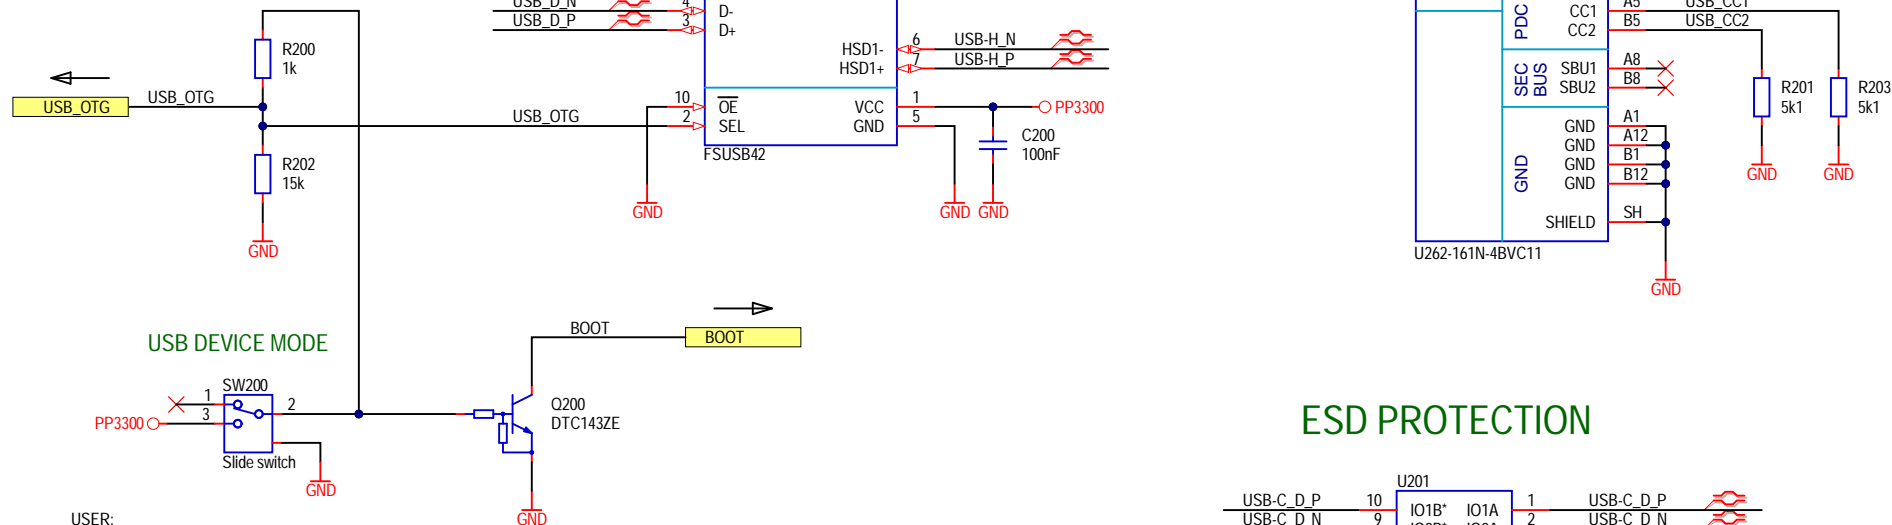 USB_D_N
4
D-
USB_D_P
3
D+
HSD1-
6
USB-H_N
HSD1+
7
USB-H_P
R200
1k
USB_OTG
USB_OTG
USB_OTG
10
OE
2
SEL
VCC
1
PP3300
GND
5
FSUSB42
C200
100nF
R202
15k
GND
GND
GND
GND
PDC
CC1
A5
USB_CC1
CC2
B5
USB_CC2
SEC
BUS
SBU1
A8
SBU2
B8
R201
5k1
R203
5k1
GND
GND
A1
GND
A12
GND
B1
GND
B12
SHIELD
SH
GND
GND
U262-161N-4BVC11
GND
USB DEVICE MODE
BOOT
BOOT
SW200
1
2
3
PP3300
Slide switch
GND
Q200
DTC143ZE
GND
USER:
ESD PROTECTION
U201
USB-C_D_P
10
IO1B*
IO1A
1
USB-C_D_P
USB-C_D_N
9
2
USB-C_D_N